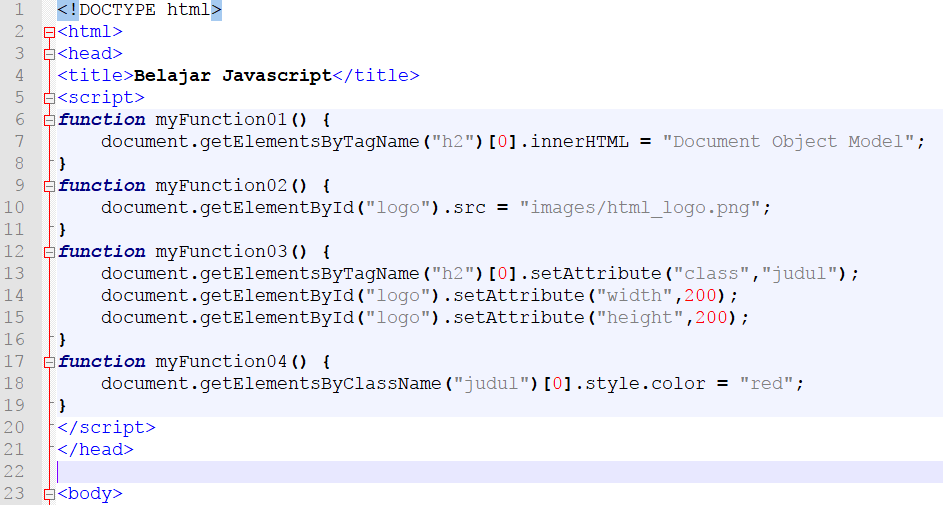 1 <!DOCTYPE html>
2 <html>
3 <head>
4 <title>Belajar Javascript</title>
5 <script>
6 function myFunction01() {
7     document.getElementsByTagName("h2")[0].innerHTML = "Document Object Model";
8 }
9 function myFunction02() {
10     document.getElementById("logo").src = "images/html_logo.png";
11 }
12 function myFunction03() {
13     document.getElementsByTagName("h2")[0].setAttribute("class","judul");
14     document.getElementById("logo").setAttribute("width",200);
15     document.getElementById("logo").setAttribute("height",200);
16 }
17 function myFunction04() {
18     document.getElementsByClassName("judul")[0].style.color = "red";
19 }
20 </script>
21 </head>
22
23 <body>